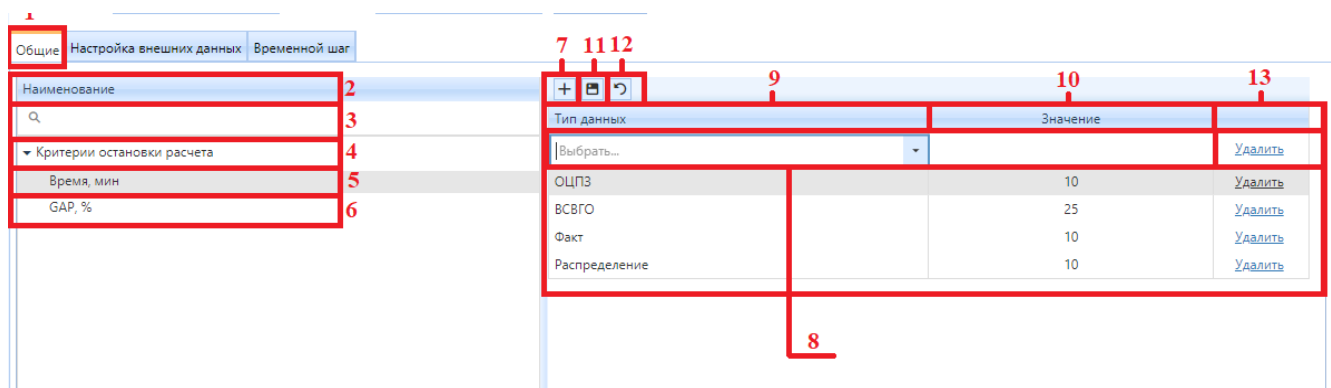 1
Общие Настройка внешних данных Временной шаг
7 11 12
Наименование 2
9 10 13
3
Тип данных Значение
Критерии остановки расчета 4
Выбрать... Удалить
Время, мин 5
ОЦПЗ 10 Удалить
GAP, % 6
ВСВГО 25 Удалить
Факт 10 Удалить
Распределение 10 Удалить
8